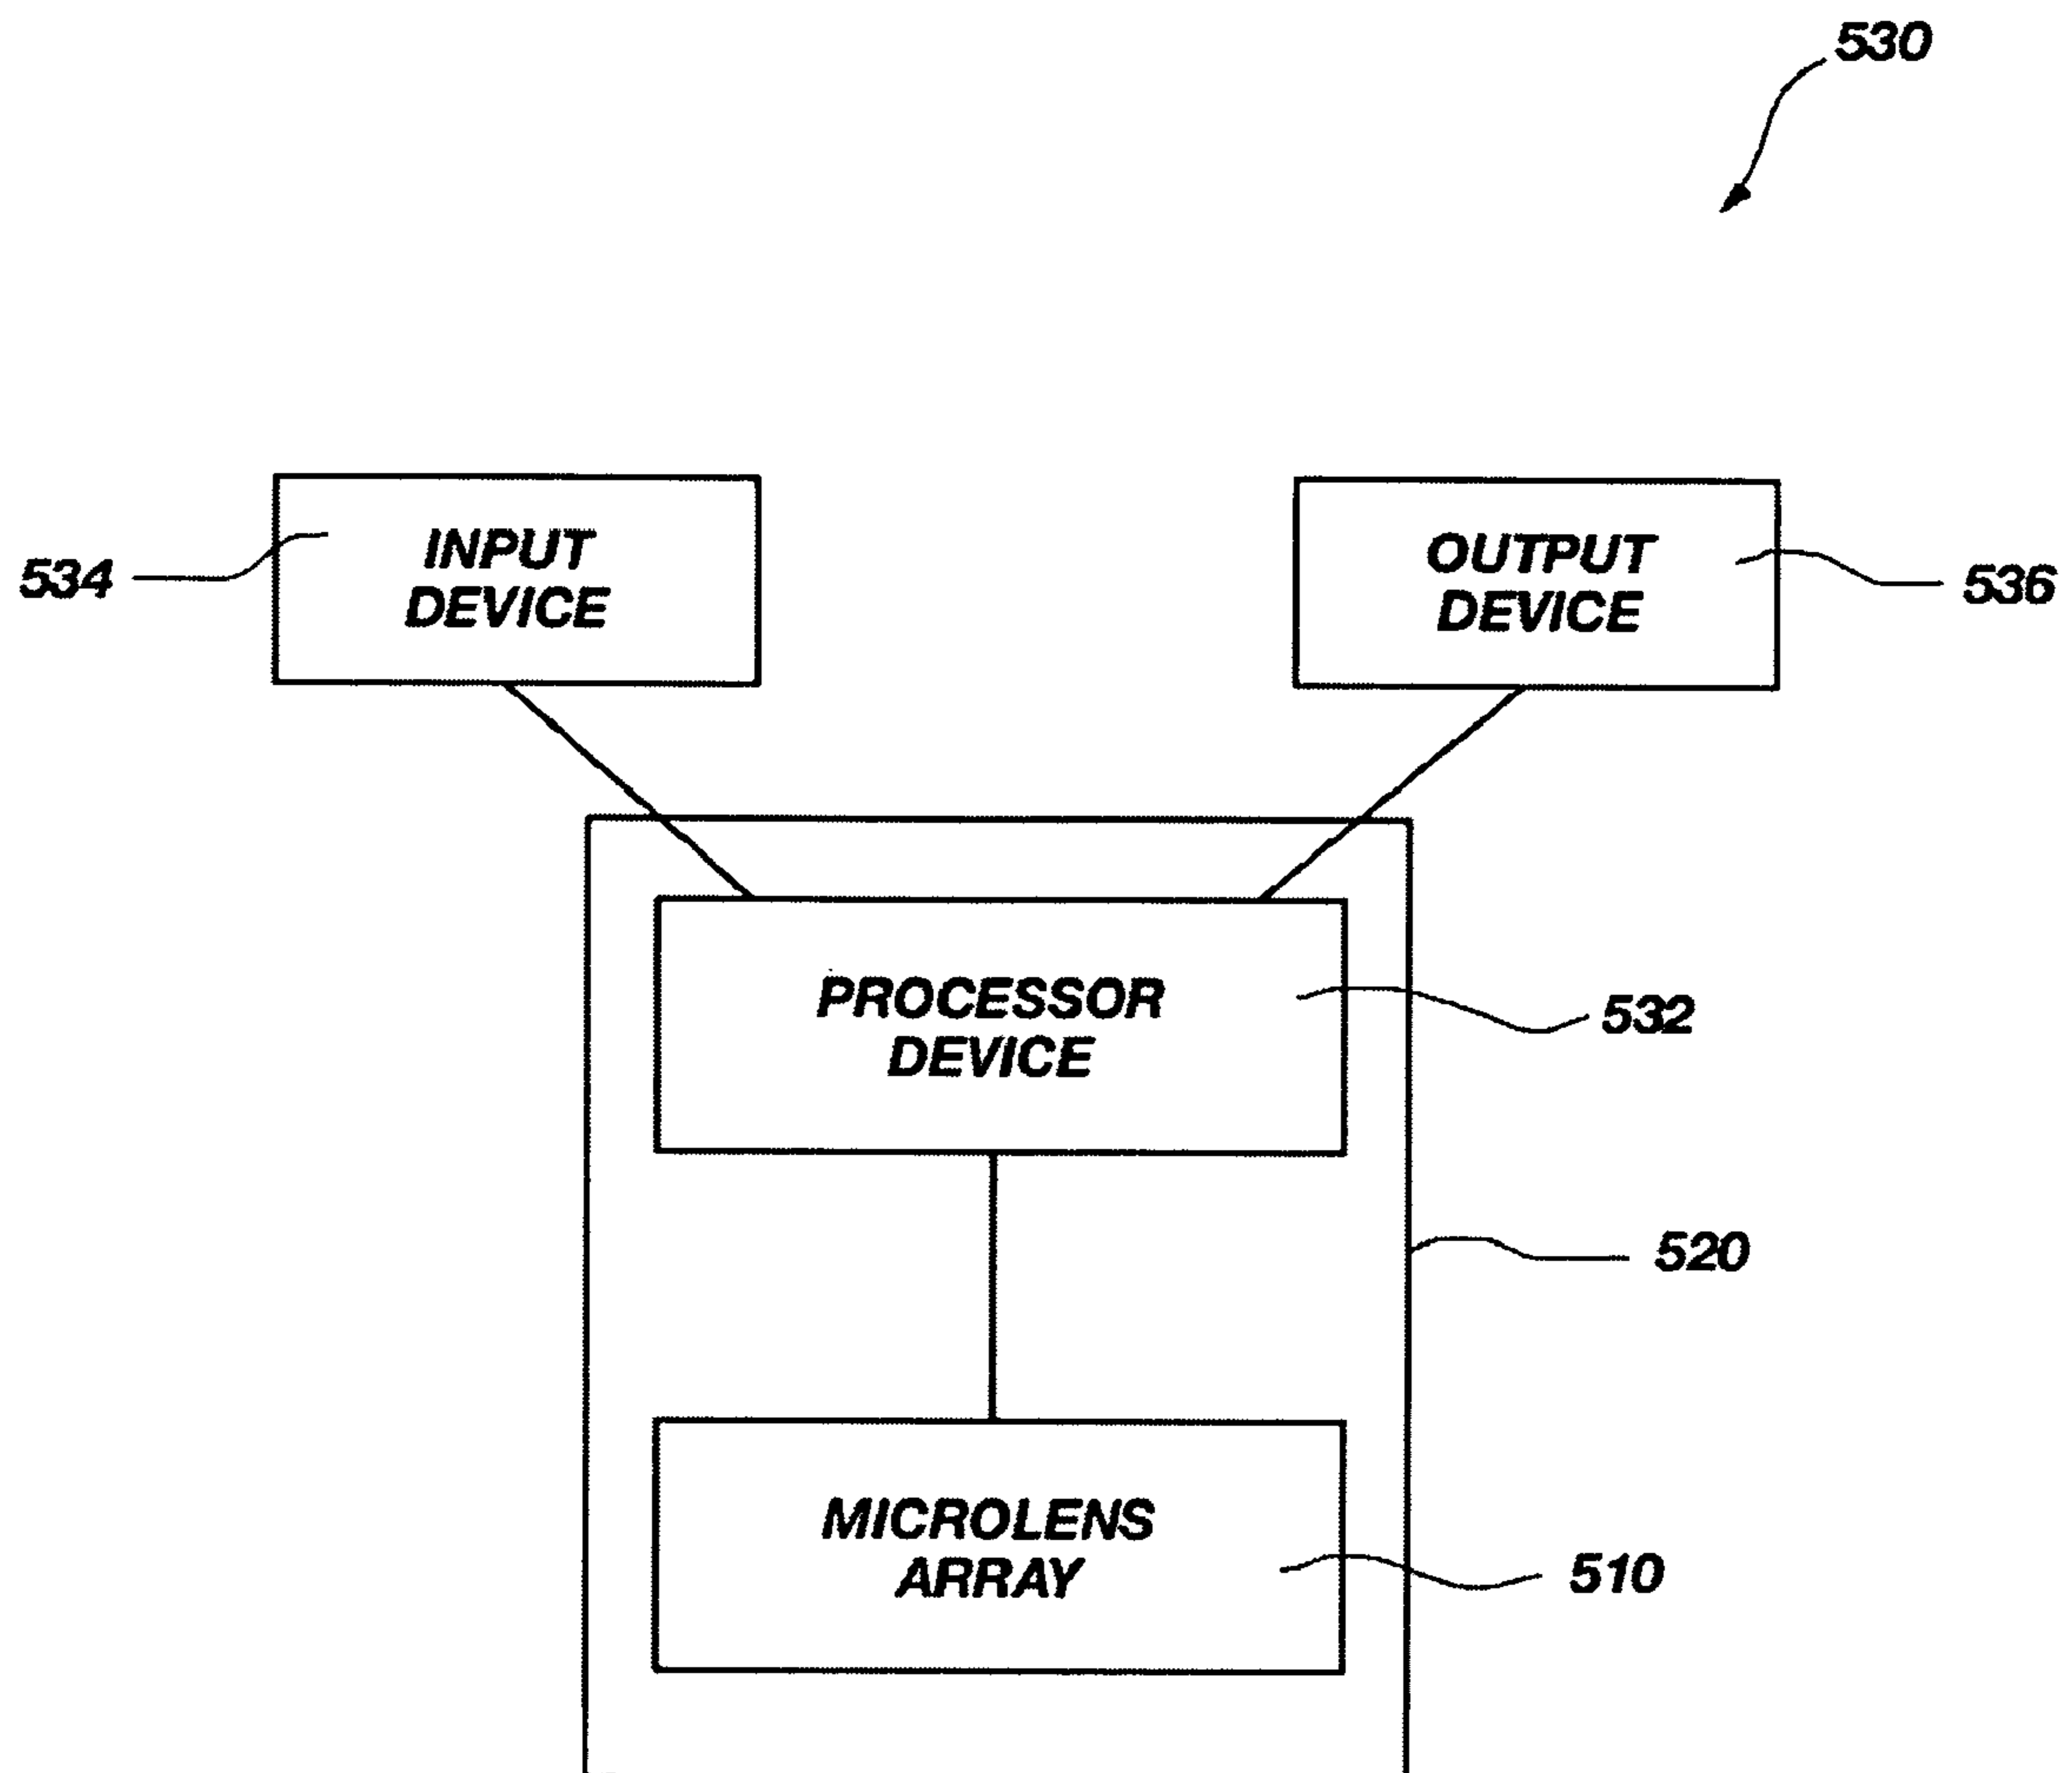 530
INPUT
DEVICE
534
OUTPUT
DEVICE
536
PROCESSOR
DEVICE
532
520
MICROLENS
ARRAY
510